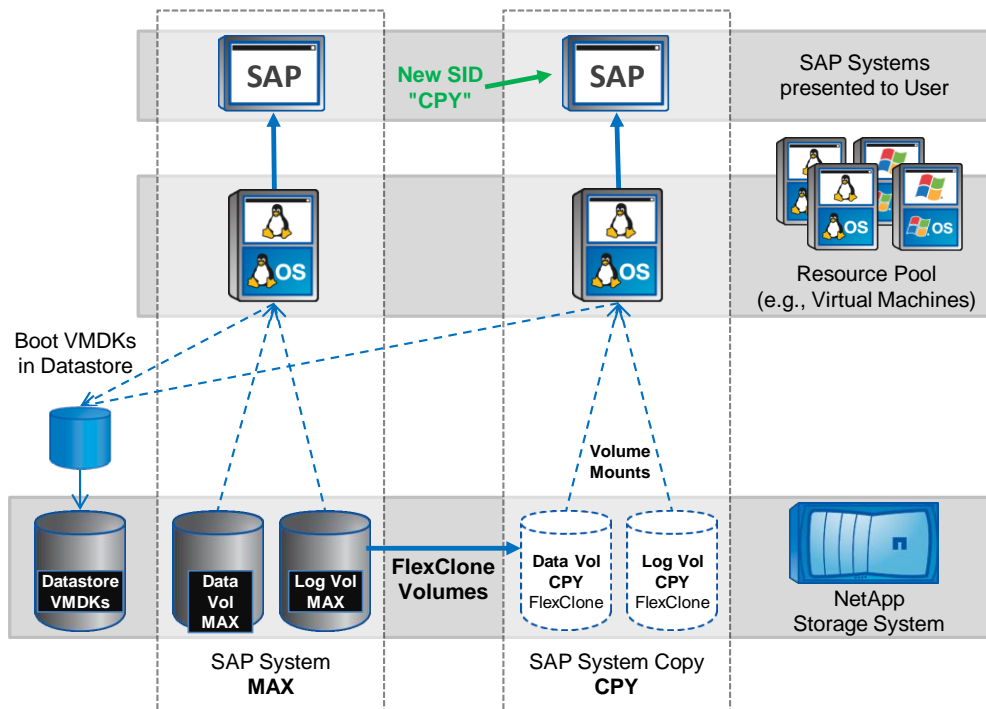 SAP
New SID
"CPY"
SAP
SAP Systems
presented to User
OS
OS
OS
OS
Resource Pool
(e.g., Virtual Machines)
Boot VMDKs
in Datastore
Volume
Mounts
Datastore
VMDKs
Data
Vol
MAX
Log Vol
MAX
FlexClone
Volumes
Data Vol
CPY
FlexClone
Log Vol
CPY
FlexClone
NetApp
Storage System
SAP System
MAX
SAP System Copy
CPY